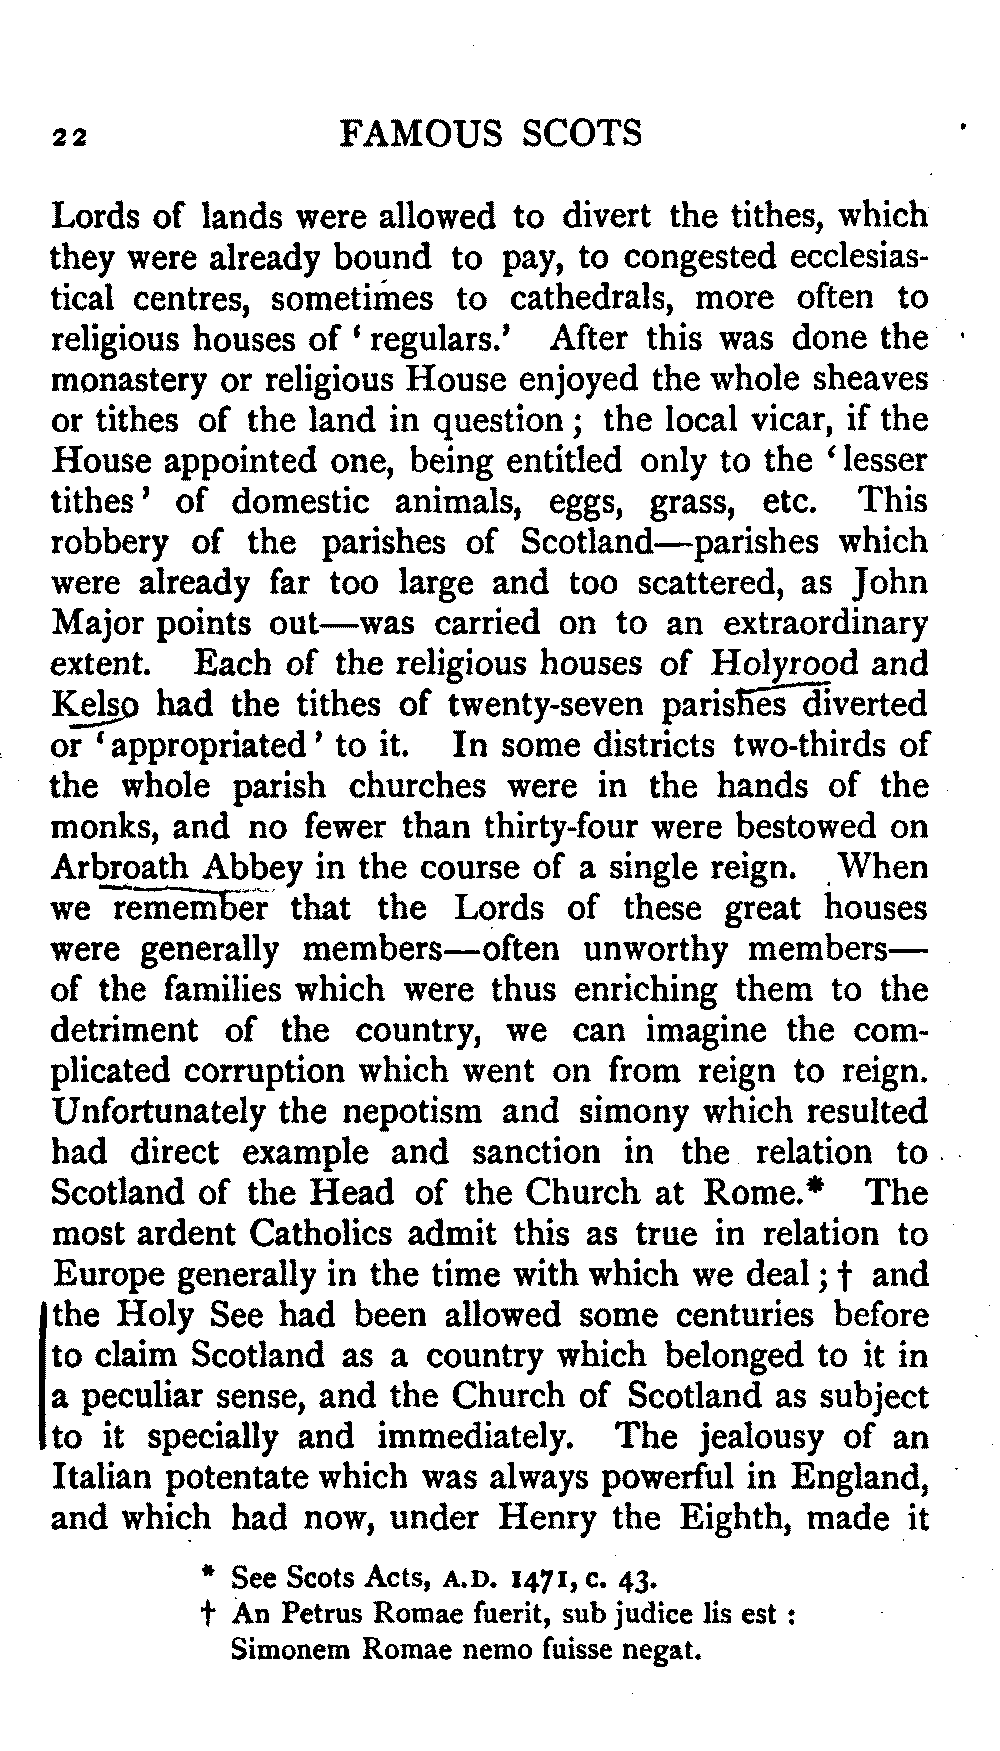 22 FAMOUS SCOTS
Lords of lands were allowed to divert the tithes, which
they were already bound to pay, to congested ecclesias-
tical centres, sometimes to cathedrals, more often to
religious houses of ‘regulars.’ After this was done the
monastery or religious House enjoyed the whole sheaves
or tithes of the land in question; the local vicar, if the
House appointed one, being entitled only to the ‘lesser
tithes’ of domestic animals, eggs, grass, etc. This
robbery of the parishes of Scotland—parishes which
were already far too large and too scattered, as John
Major points out—was carried on to an extraordinary
extent. Each of the religious houses of Holyrood and
Kelso had the tithes of twenty-seven parishes diverted
or ‘appropriated’ to it. In some districts two-thirds of
the whole parish churches were in the hands of the
monks, and no fewer than thirty-four were bestowed on
Arbroath Abbey in the course of a single reign. When
we remember that the Lords of these great houses
were generally members—often unworthy members—
of the families which were thus enriching them to the
detriment of the country, we can imagine the com-
plicated corruption which went on from reign to reign.
Unfortunately the nepotism and simony which resulted
had direct example and sanction in the relation to
Scotland of the Head of the Church at Rome.* The
most ardent Catholics admit this as true in relation to
Europe generally in the time with which we deal; † and
the Holy See had been allowed some centuries before
to claim Scotland as a country which belonged to it in
a peculiar sense, and the Church of Scotland as subject
to it specially and immediately. The jealousy of an
Italian potentate which was always powerful in England,
and which had now, under Henry the Eighth, made it
* See Scots Acts, A.D. 1471, c. 43.
† An Petrus Romae fuerit, sub judice lis est :
Simonem Romae nemo fuisse negat.